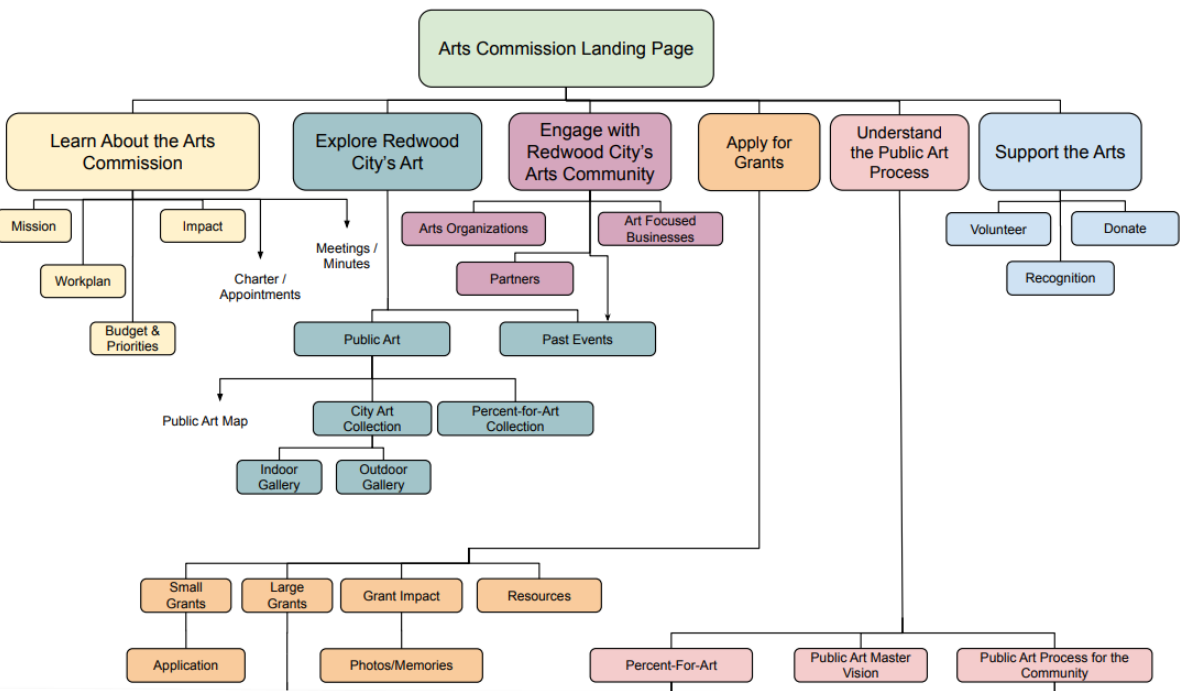 Arts Commission Landing Page
Learn About the Arts
Commission
Explore Redwood
City's Art
Engage with
Redwood City's
Arts Community
Apply for
Grants
Understand
the Public Art
Process
Support the Arts
Mission
Impact
Workplan
Budget &
Priorities
Charter /
Appointments
Meetings /
Minutes
Arts Organizations
Art Focused
Businesses
Partners
Volunteer
Donate
Recognition
Public Art
Past Events
Public Art Map
City Art
Collection
Percent-for-Art
Collection
Indoor
Gallery
Outdoor
Gallery
Small
Grants
Large
Grants
Grant Impact
Resources
Application
Photos/Memories
Percent-For-Art
Public Art Master
Vision
Public Art Process for the
Community